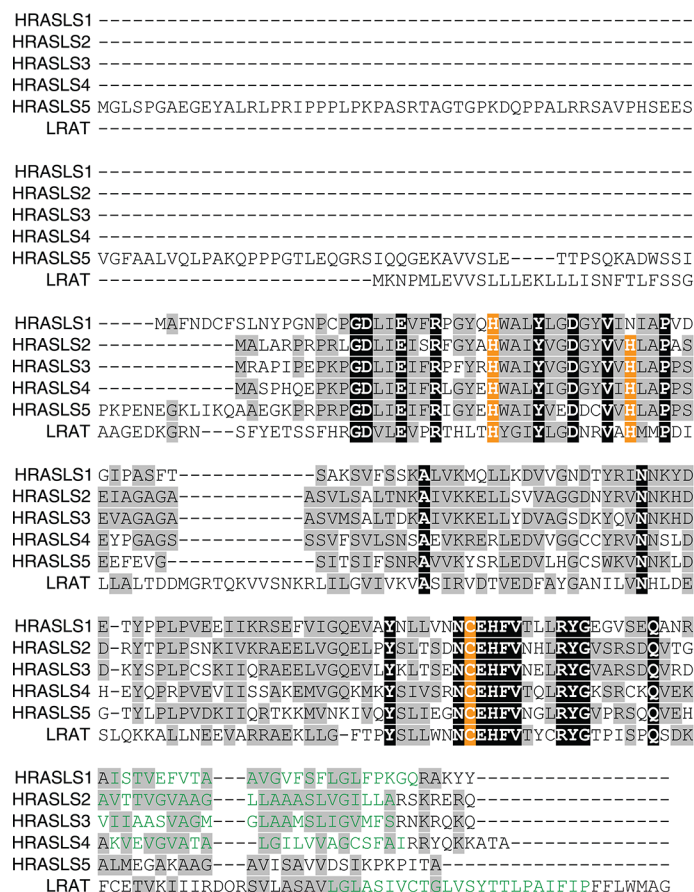 HRASLS1 ----------------------------------------------------
HRASLS2 ----------------------------------------------------
HRASLS3 ----------------------------------------------------
HRASLS4 ----------------------------------------------------
HRASLS5 MGLSPGAEGEYALRLPRIPPPLPKPASRTAGTGPKDQPPALRRSAVPHSEES
LRAT ----------------------------------------------------
HRASLS1 ----------------------------------------------------
HRASLS2 ----------------------------------------------------
HRASLS3 ----------------------------------------------------
HRASLS4 ----------------------------------------------------
HRASLS5 VGFAALVQLPAKQPPPGTLEQGRSIQQGEKAVVSLE----TTPSQKADWSSI
LRAT ------------------------MKNPMLEVVSLLLEKLLLISNFTLFSSG
HRASLS1 -----MAFNDCFSLNYPGNPCPGDLIEVFRPGYQHWALYLGDGYVINIAPVD
HRASLS2 ------------MALARPRPRLGDLIEISRFGYAHWALYLGDGYVVHLAPAS
HRASLS3 ------------MRAPIPEPKPGDLIEIFRPFYRHWAIYVGDGYVVHLAPPS
HRASLS4 ------------MASPHQEPKPGDLIEIFRLGYEHWALYIGDGYVIHLAPPS
HRASLS5 PKPENEGKLIKQAAEGKPRPRPGDLIEIFRIGYEHWAIYVEDDCVVHLAPPS
LRAT AAGEDKGRN---SFYETSSFHRGDVLEVPRTHLTHYGIYLGDNRVAHMMPDI
HRASLS1 GIPASFT------------SAKSVFSSKALVKMQLLKDVVGNDTYRINNKYD
HRASLS2 EIAGAGA-----------ASVLSALTNKAIVKKELLSVVAGGDNYRVNNKHD
HRASLS3 EVAGAGA-----------ASVMSALTDKAIVKKELLYDVAGSDKYQVNNKHD
HRASLS4 EYPGAGS-----------SSVFSVLSNSAEVKRERLEDVVGGCCYRVNNSLD
HRASLS5 EEFEVG-------------SITSIFSNRAVVKYSRLEDVLHGCSWKVNNKLD
LRAT LLALTDDMGRTQKVVSNKRLILGVIVKVASIRVDTVEDFAYGANILVNHLDE
HRASLS1 E-TYPPLPVEEIIKRSEFVIGQEVAYNLLVNNCEHFVTLLRYGEGVSEQANR
HRASLS2 D-RYTPLPSNKIVKRAEELVGQELPYSLTSDNCEHFVNHLRYGVSRSDQVTG
HRASLS3 D-KYSPLPCSKIIQRAEELVGQEVLYKLTSENCEHFVNELRYGVARSDQVRD
HRASLS4 H-EYQPRPVEVIISSAKEMVGQKMKYSIVSRNCEHFVTQLRYGKSRCKQVEK
HRASLS5 G-TYLPLPVDKIIQRTKKMVNKIVQYSLIEGNCEHFVNGLRYGVPRSQQVEH
LRAT SLQKKALLNEEVARRAEKLLG-FTPYSLLWNNCEHFVTYCRYGTPISPQSDK
HRASLS1 AISTVEFVTA---AVGVFSFLGLFPKGQRAKYY-----------------
HRASLS2 AVTTVGVAAG---LLAAASLVGILLARSKRERQ-----------------
HRASLS3 VIIAASVAGM---GLAAMSLIGVMFSRNKRQKQ-----------------
HRASLS4 AKVEVGVATA----LGILVVAGCSFAIRRYQKKATA--------------
HRASLS5 ALMEGAKAAG---AVISAVVDSIKPKPITA--------------------
LRAT FCETVKIIIRDORSVLASAVLGLASIVCTGLVSYTTLPAIFIPFFLWMAG